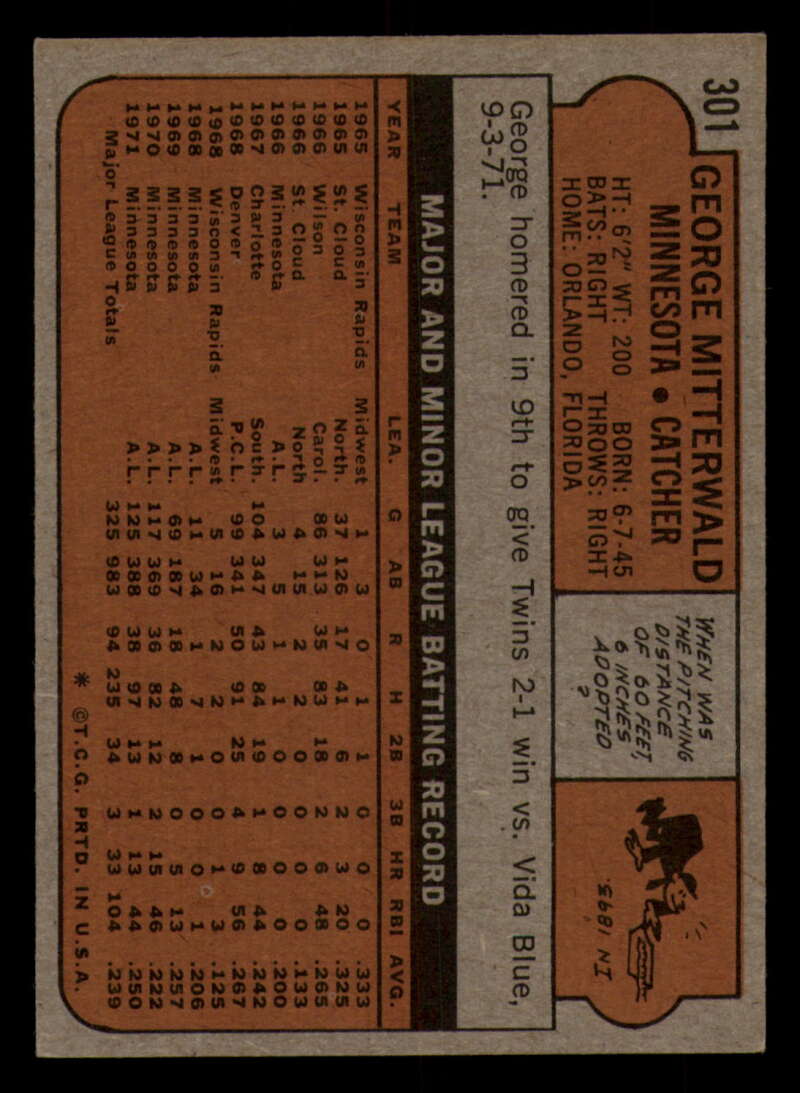 301
GEORGE MITTERWALD
MINNESOTA • CATCHER
HT: 6'2" WT: 200 BORN: 6-7-45
BATS: RIGHT THROWS: RIGHT
HOME: ORLANDO, FLORIDA
WHEN WAS
THE PITCHING
DISTANCE
OF 60 FEET,
6 INCHES
ADOPTED
?
IN 1893.
George homered in 9th to give Twins 2-1 win vs. Vida Blue,
9-3-71.
MAJOR AND MINOR LEAGUE BATTING RECORD
YEAR TEAM LEA. G AB R H 2B 3B HR RBI AVG.
1965 Wisconsin Rapids Midwest 1 3 0 1 1 0 0 0 .333
1965 St. Cloud North. 37 126 17 41 6 2 3 20 .325
1966 Wilson Carol. 86 313 35 83 18 2 6 48 .265
1966 St. Cloud North 4 15 2 2 0 0 0 0 .133
1966 Minnesota A.L. 3 5 1 1 0 0 0 0 .200
1967 Charlotte South. 104 347 43 84 19 1 8 44 .242
1968 Denver P.C.L. 99 341 50 91 25 4 9 56 .267
1968 Wisconsin Rapids Midwest 5 16 2 2 0 0 1 3 .125
1968 Minnesota A.L. 11 34 1 7 1 0 0 1 .206
1969 Minnesota A.L. 69 187 18 48 8 0 5 13 .257
1970 Minnesota A.L. 117 369 36 82 12 2 15 46 .222
1971 Minnesota A.L. 125 388 38 97 13 1 13 44 .250
Major League Totals 325 983 94 235 34 3 33 104 .239
* ©T.C.G. PRTD. IN U.S.A.